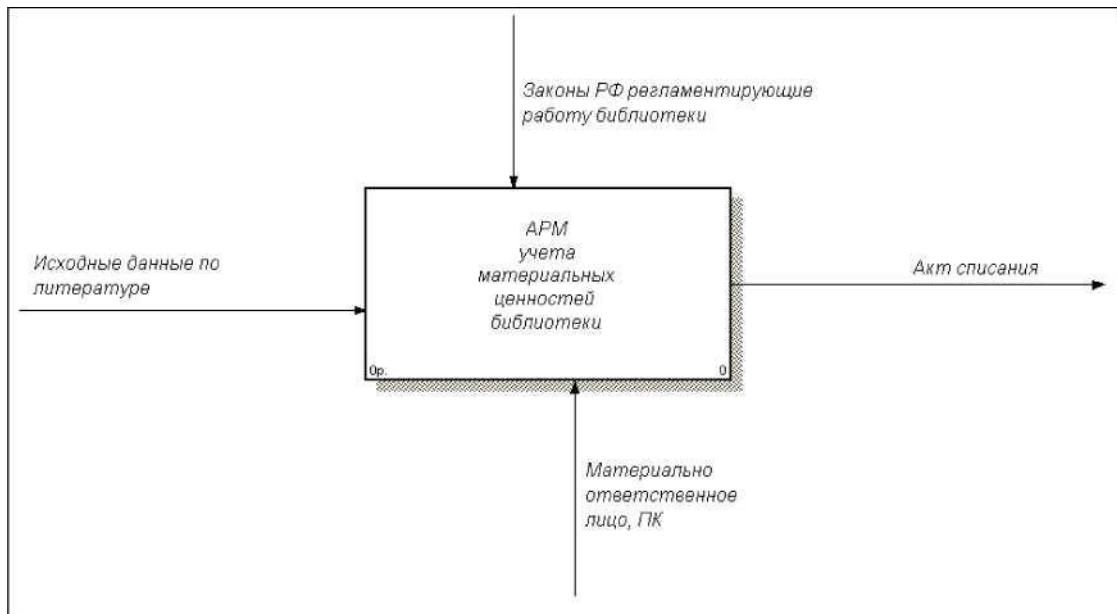 Законы РФ регламентирующие
работу библиотеки
АРМ
учета
материальных
ценностей
библиотеки
Исходные данные по
литературе
Акт списания
0р.
0
Материально
ответственное
лицо, ПК